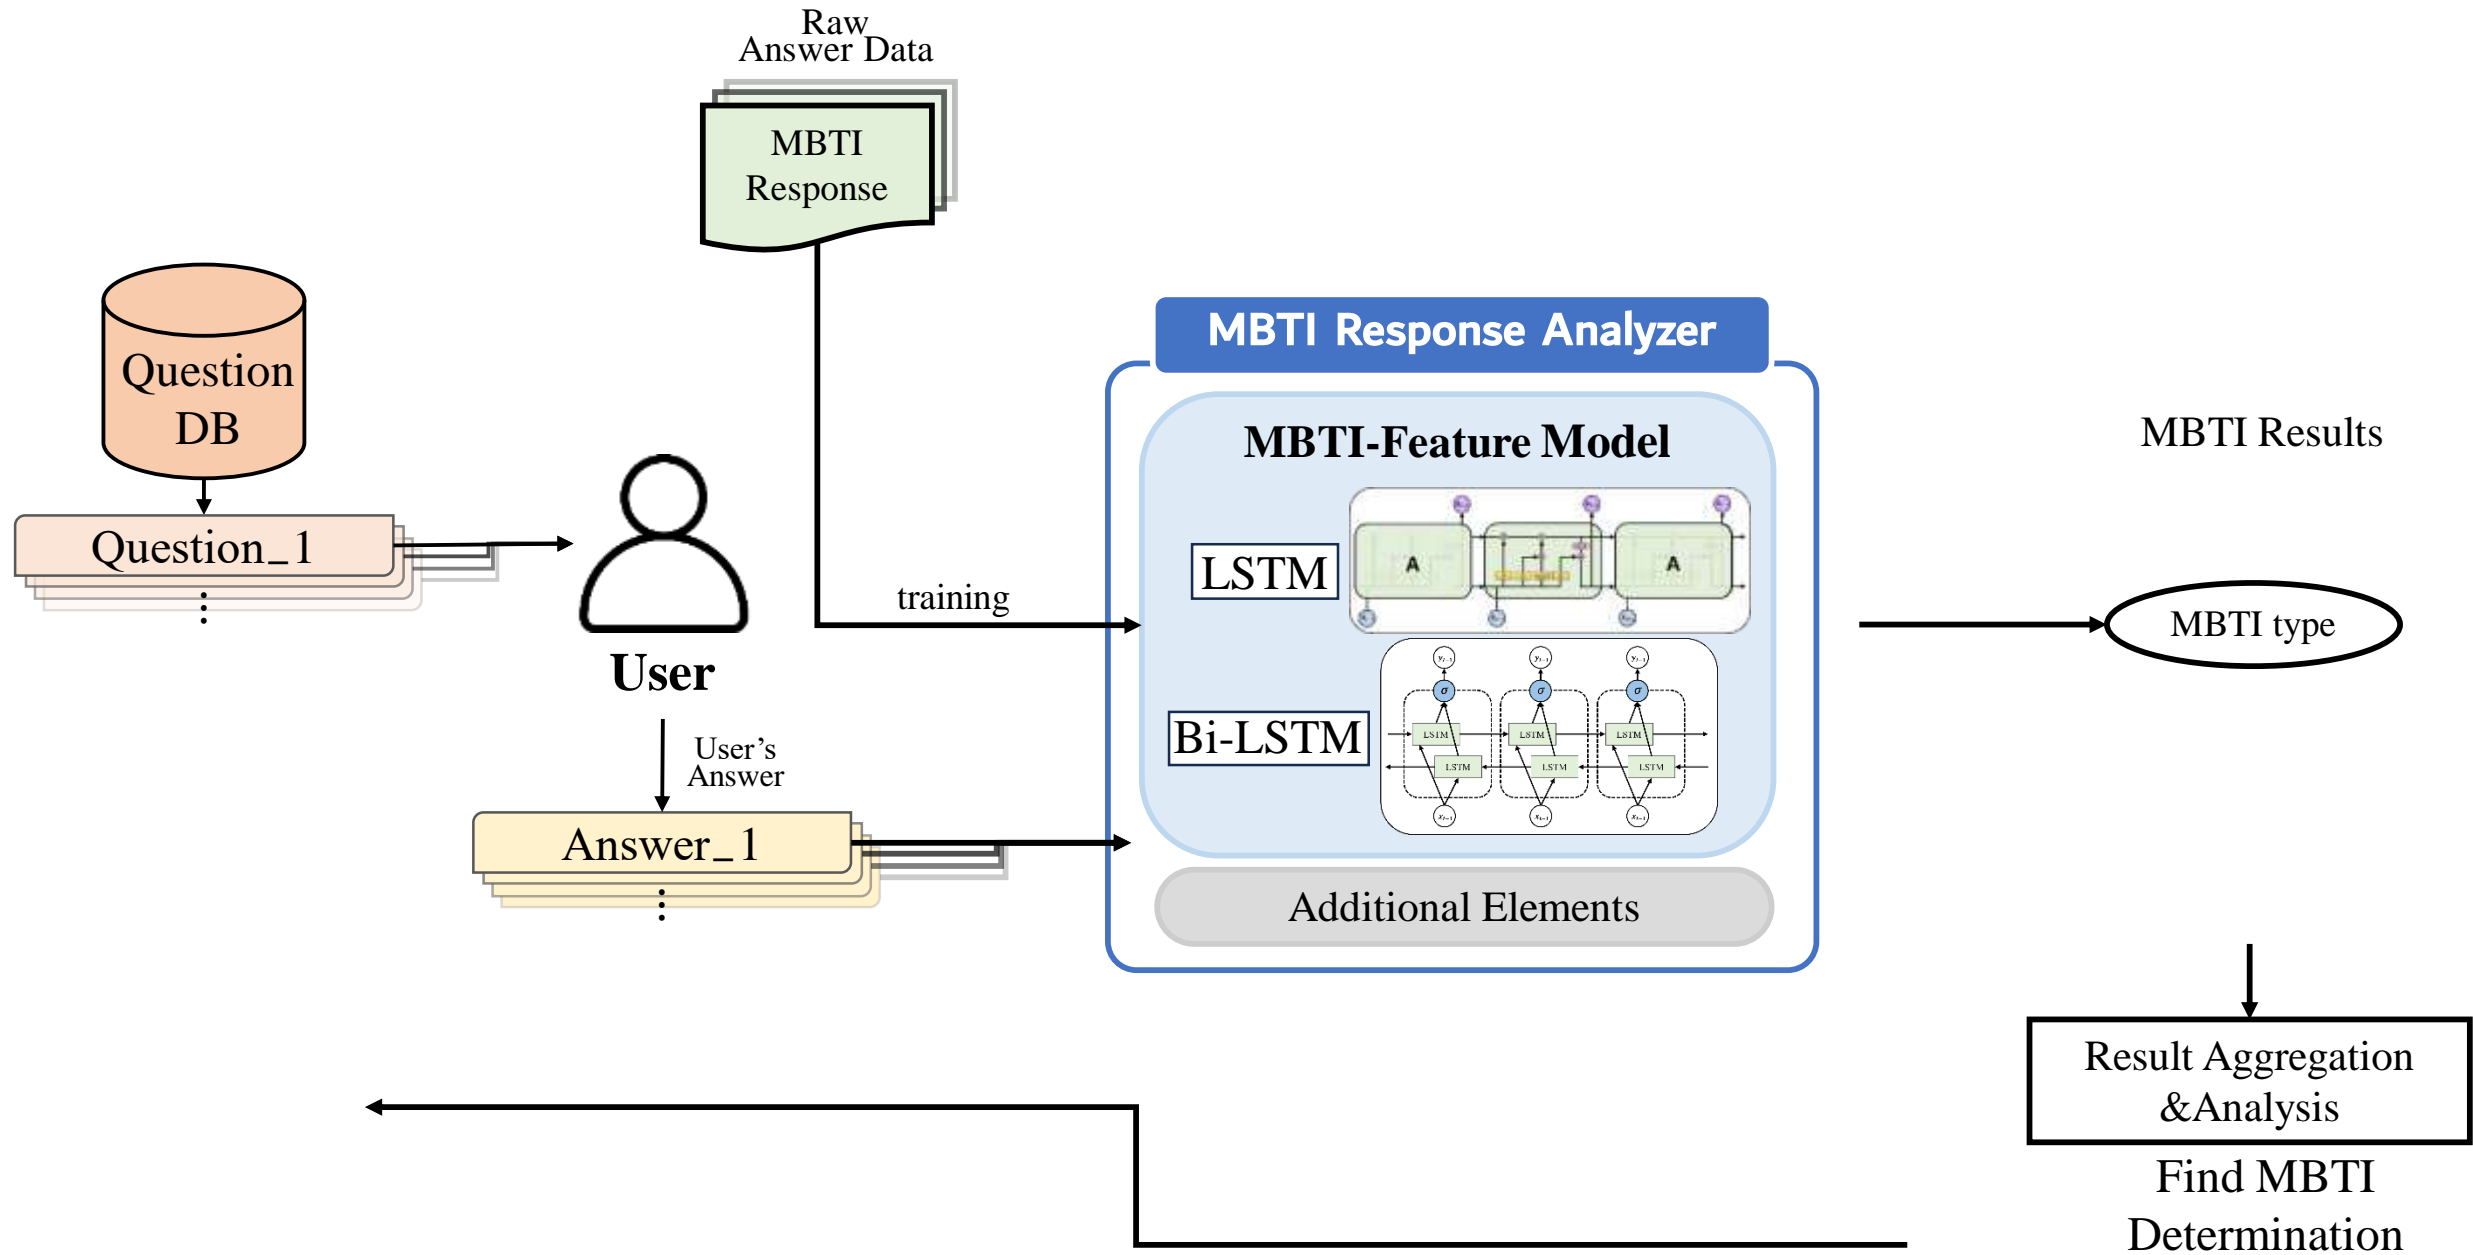 Raw
Answer Data
MBTI
Response
Question
DB
Question_1
User
User's
Answer
Answer_1
training
MBTI Response Analyzer
MBTI-Feature Model
LSTM
A
A
Bi-LSTM
σ
σ
σ
LSTM
LSTM
LSTM
LSTM
LSTM
LSTM
Additional Elements
MBTI Results
MBTI type
Result Aggregation
&Analysis
Find MBTI
Determination